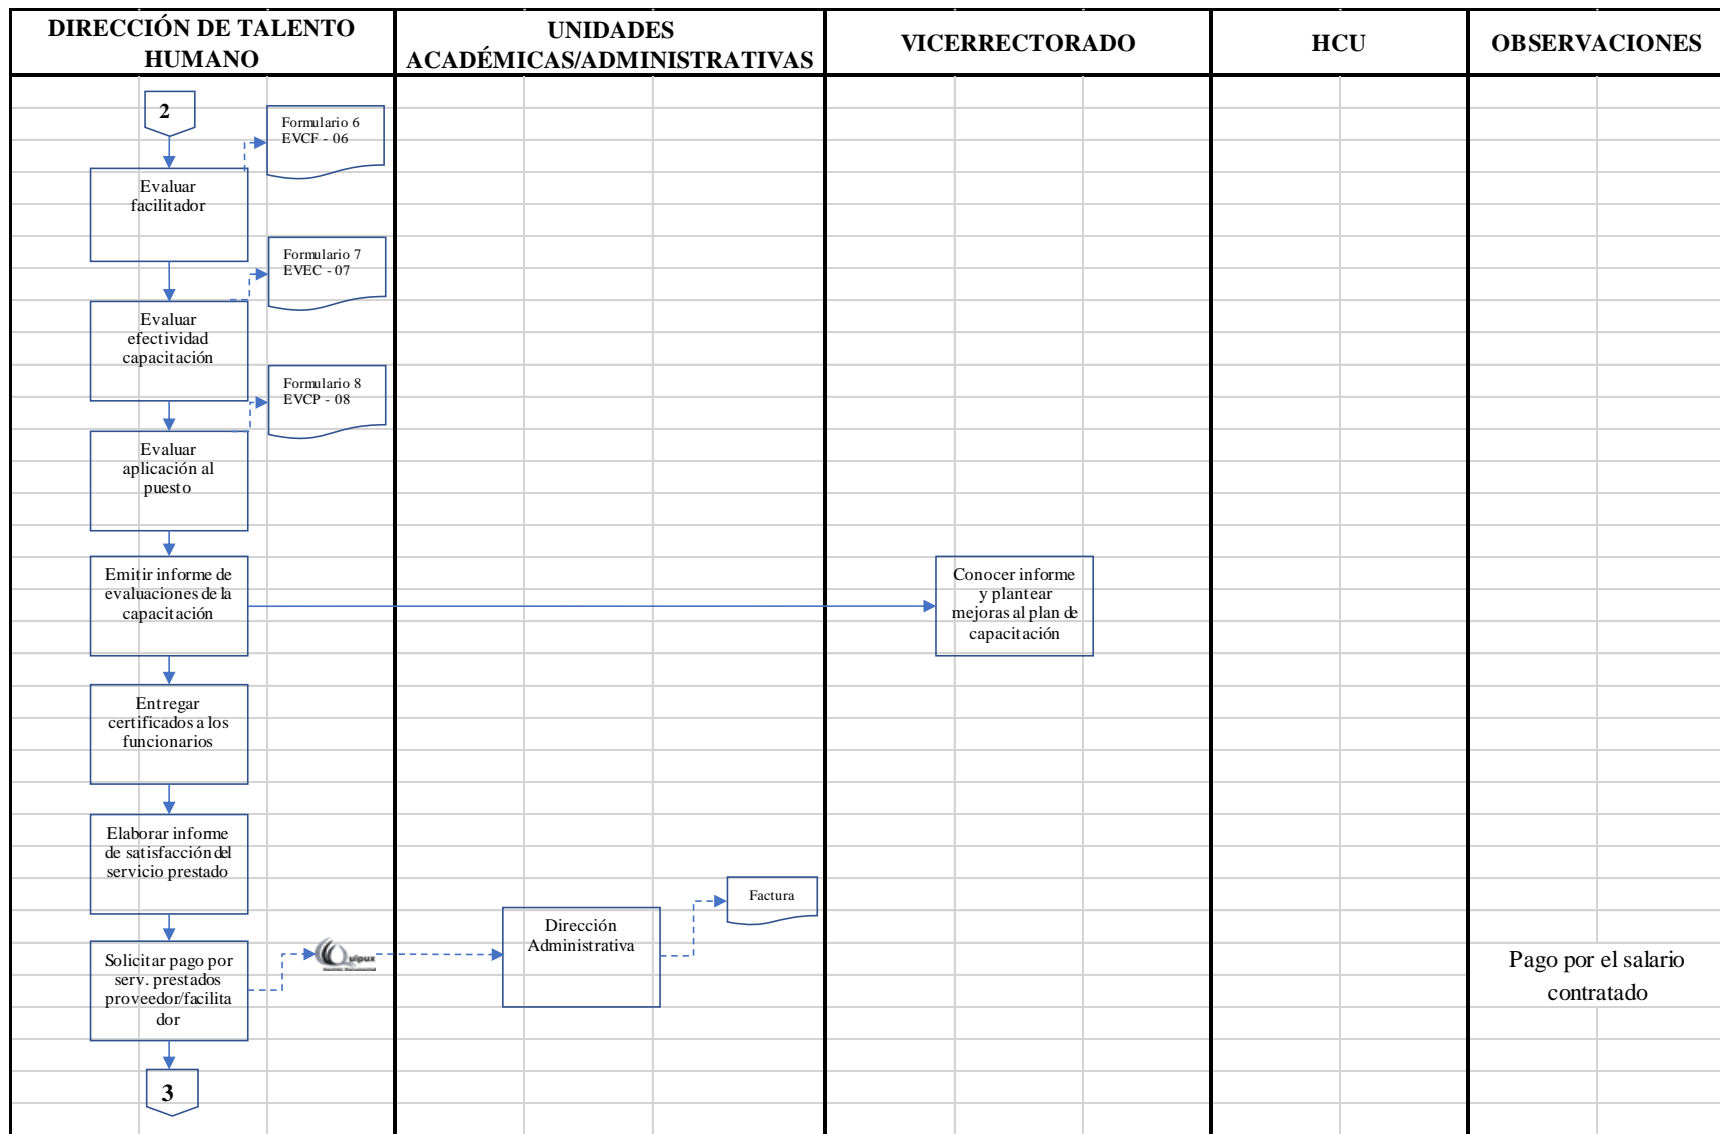 DIRECCIÓN DE TALENTO
HUMANO
UNIDADES
ACADÉMICAS/ADMINISTRATIVAS
VICERRECTORADO
HCU
OBSERVACIONES
2
Formulario 6
EVCF - 06
Evaluar
facilitador
Formulario 7
EVEC - 07
Evaluar
efectividad
capacitación
Formulario 8
EVCP - 08
Evaluar
aplicación al
puesto
Emitir informe de
evaluaciones de la
capacitación
Conocer informe
y plantear
mejoras al plan de
capacitación
Entregar
certificados a los
funcionarios
Elaborar informe
de satisfacción del
servicio prestado
Factura
Dirección
Administrativa
Quipux
Solicitar pago por
serv. prestados
proveedor/facilita
dor
Pago por el salario
contratado
3